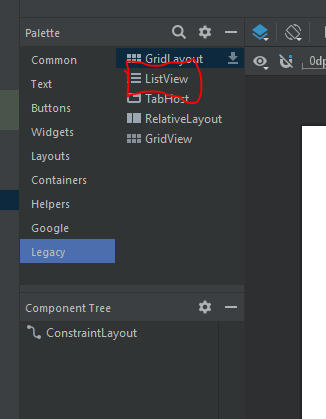 Palette
Common
Text
Buttons
Widgets
Layouts
Containers
Helpers
Google
Legacy
GridLayout
ListView
TabHost
RelativeLayout
GridView
0dp
Component Tree
ConstraintLayout